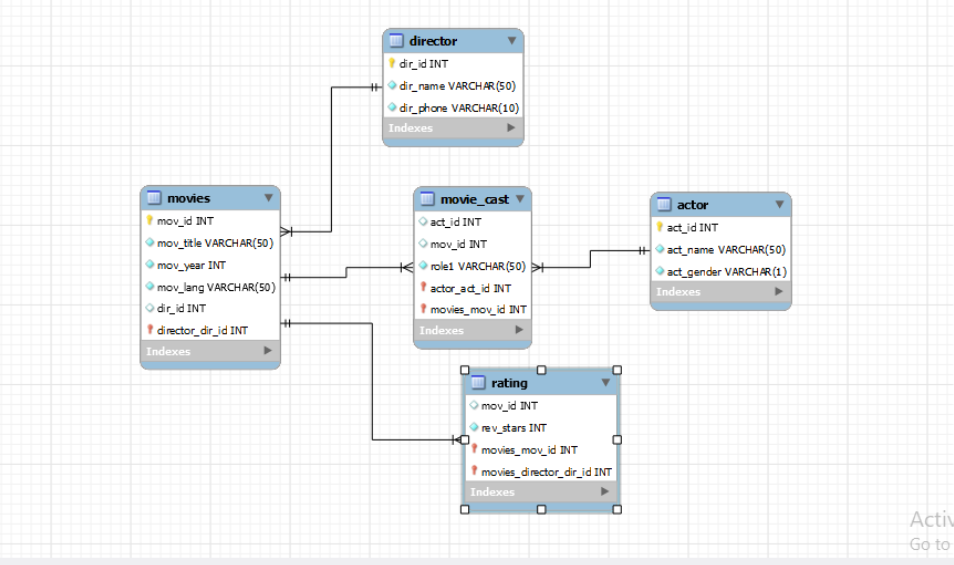 director
dir_id INT
dir_name VARCHAR(50)
dir_phone VARCHAR(10)
Indexes
movies
mov_id INT
mov_title VARCHAR(50)
mov_year INT
mov_lang VARCHAR(50)
dir_id INT
director_dir_id INT
Indexes
movie_cast
act_id INT
mov_id INT
role1 VARCHAR(50)
actor_act_id INT
movies_mov_id INT
Indexes
actor
act_id INT
act_name VARCHAR(50)
act_gender VARCHAR(1)
Indexes
rating
mov_id INT
rev_stars INT
movies_mov_id INT
movies_director_dir_id INT
Indexes
Activ
Go to